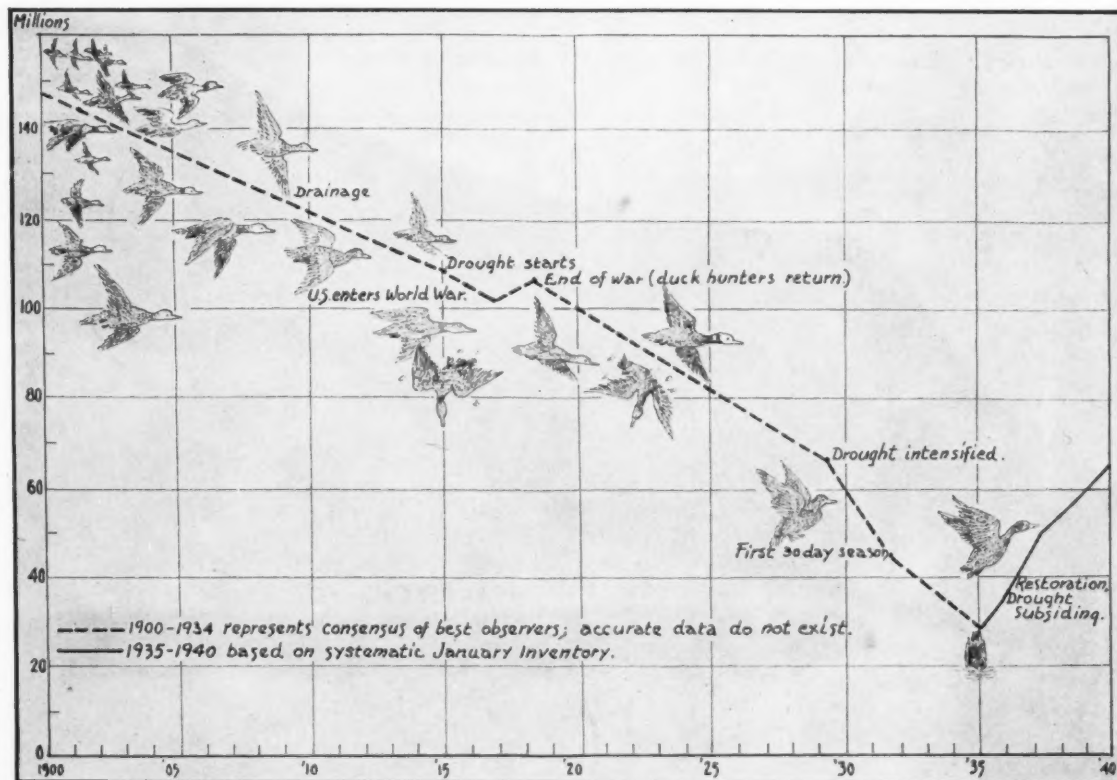 Millions
140
Drainage
120
Drought starts
End of war (duck hunters return)
U.S. enters World War.
100
80
Drought intensified.
60
First 30 day season
40
Restoration,
Drought
Subsiding.
1900-1934 represents consensus of best observers; accurate data do not exist.
1935-1940 based on systematic January Inventory.
20
0
1900 '05 '10 '15 '20 '25 '30 '35 '40